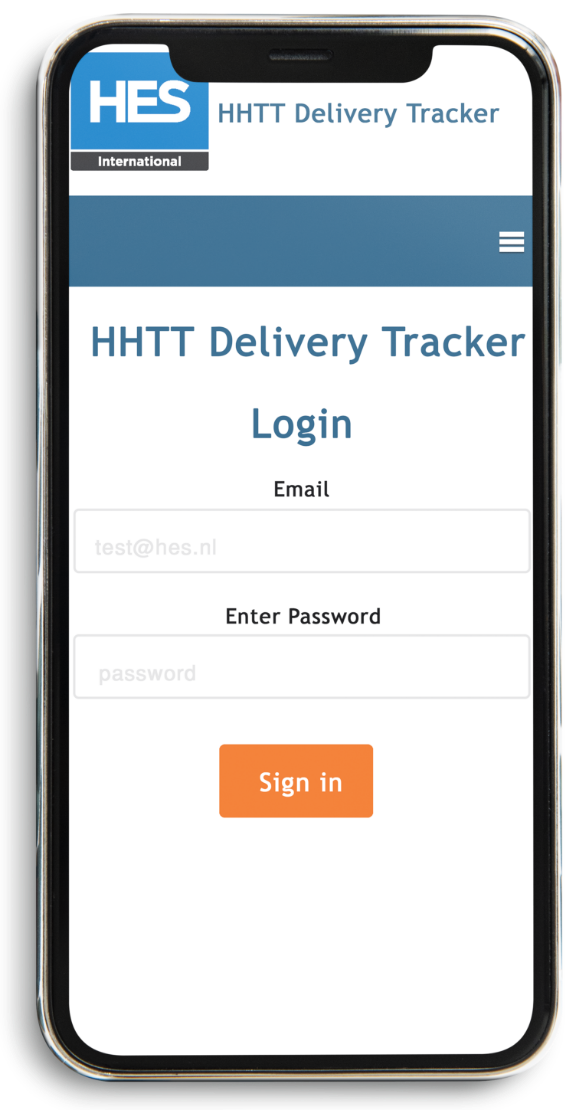 HES
International
HHTT Delivery Tracker
HHTT Delivery Tracker
Login
Email
test@hes.nl
Enter Password
password
Sign in